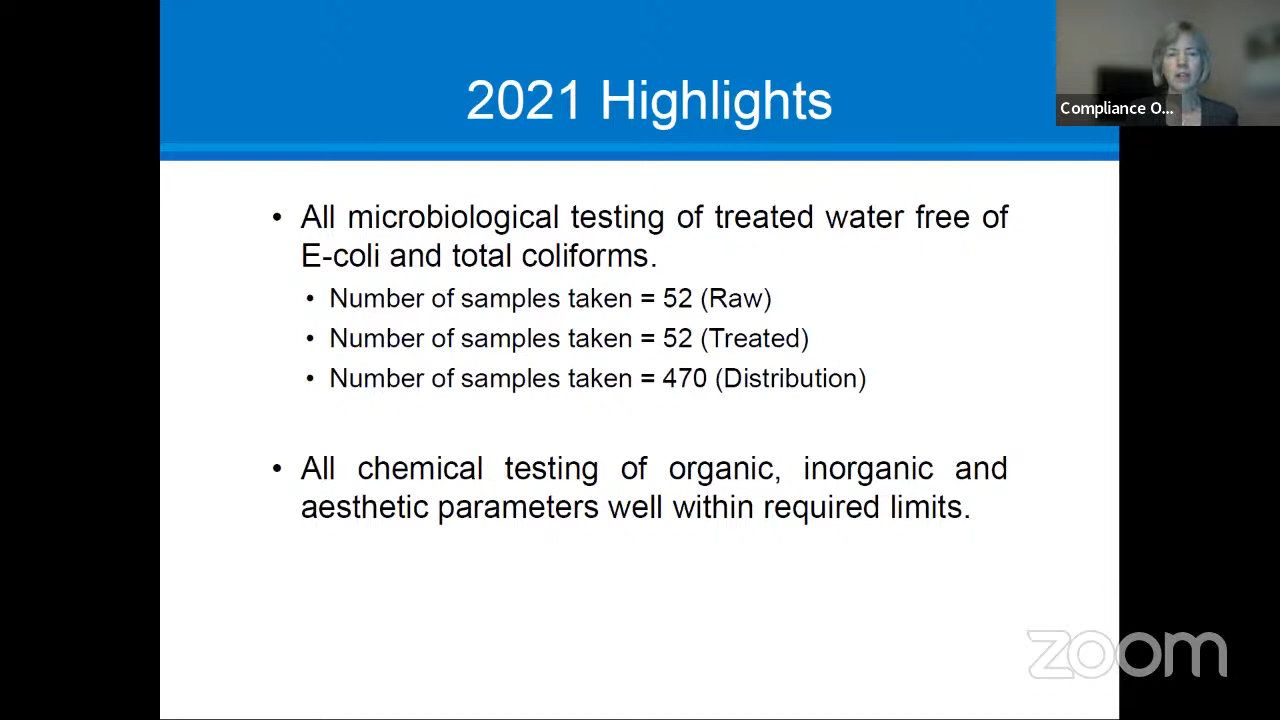 2021 Highlights
Compliance O...
• All microbiological testing of treated water free of
E-coli and total coliforms.
• Number of samples taken = 52 (Raw)
• Number of samples taken = 52 (Treated)
• Number of samples taken = 470 (Distribution)
• All chemical testing of organic, inorganic and
aesthetic parameters well within required limits.
zoom